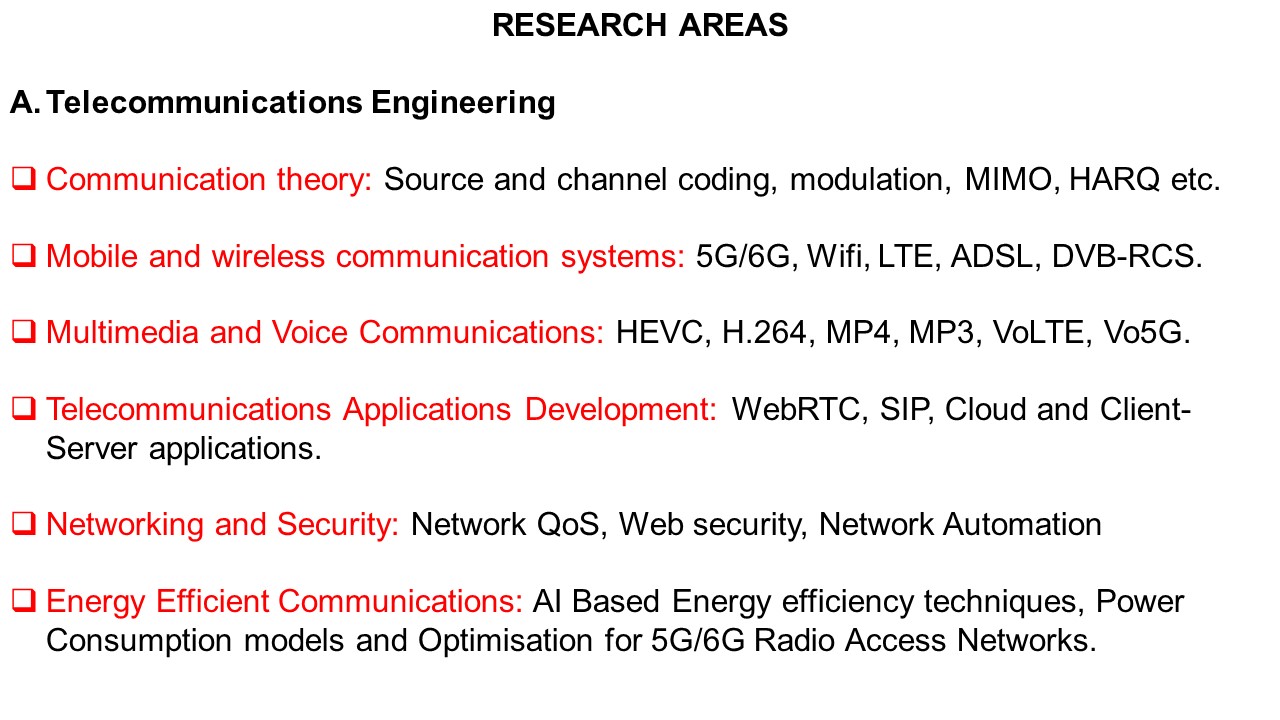 RESEARCH AREAS
A. Telecommunications Engineering
❑ Communication theory: Source and channel coding, modulation, MIMO, HARQ etc.
❑ Mobile and wireless communication systems: 5G/6G, Wifi, LTE, ADSL, DVB-RCS.
❑ Multimedia and Voice Communications: HEVC, H.264, MP4, MP3, VoLTE, Vo5G.
❑ Telecommunications Applications Development: WebRTC, SIP, Cloud and Client-
Server applications.
❑ Networking and Security: Network QoS, Web security, Network Automation
❑ Energy Efficient Communications: AI Based Energy efficiency techniques, Power
Consumption models and Optimisation for 5G/6G Radio Access Networks.